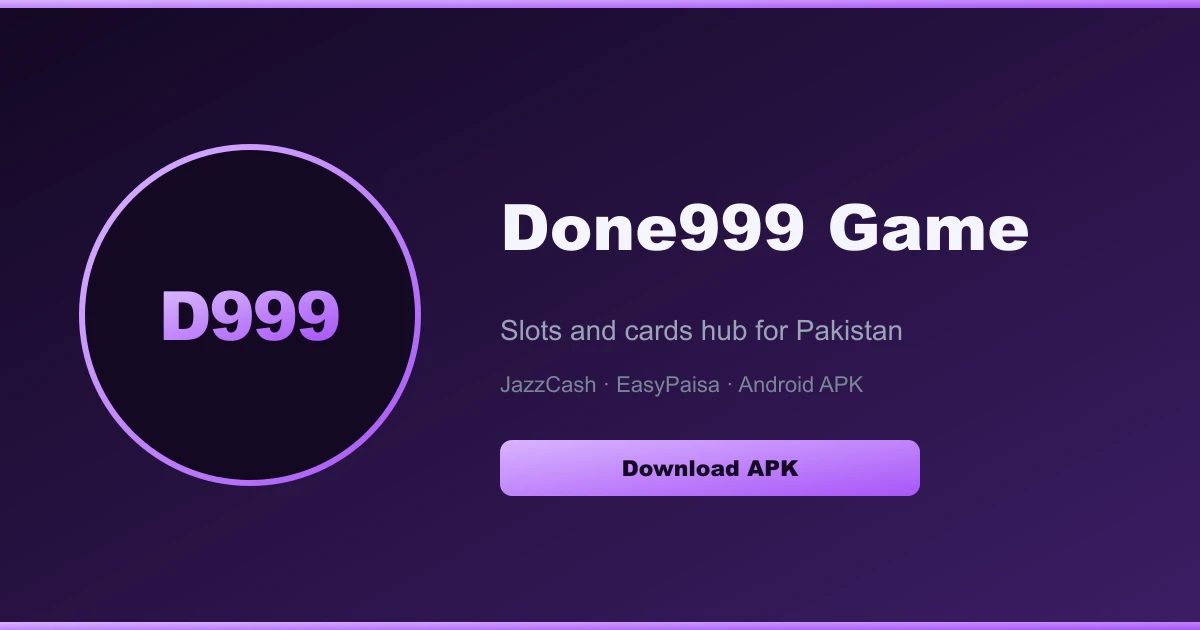 D999
Done999 Game
Slots and cards hub for Pakistan
JazzCash · EasyPaisa · Android APK
Download APK